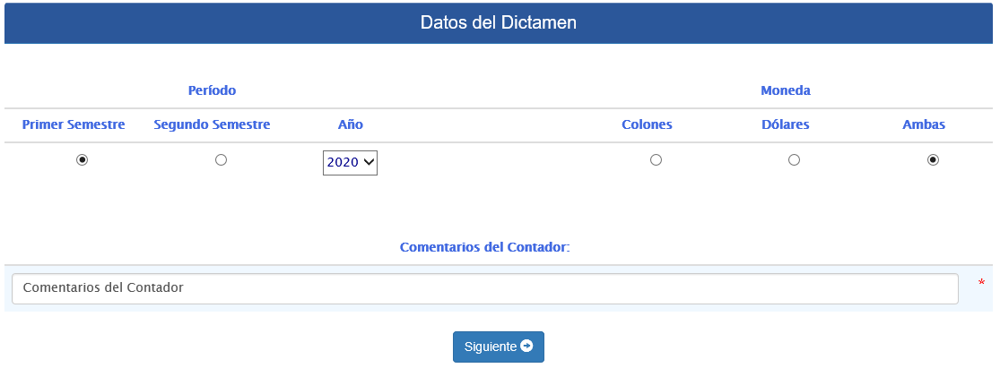 Datos del Dictamen
Período Moneda
Primer Semestre Segundo Semestre Año Colones Dólares Ambas
2020
Comentarios del Contador:
Comentarios del Contador *
Siguiente